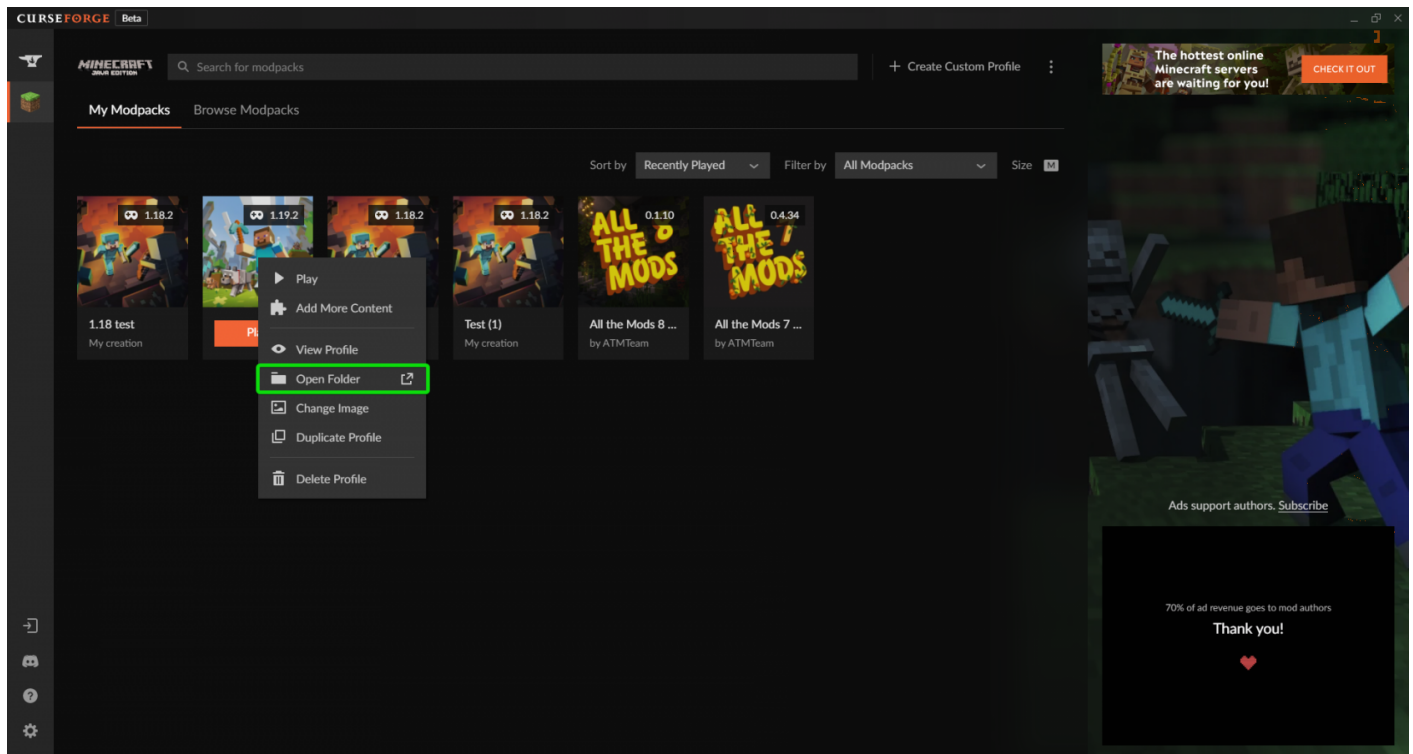 CURSEFORGE Beta
MINECRAFT
JAVA EDITION
Search for modpacks
Create Custom Profile
The hottest online
Minecraft servers
are waiting for you!
CHECK IT OUT
My Modpacks Browse Modpacks
Sort by Recently Played Filter by All Modpacks Size M
1.18.2 1.19.2 1.18.2 1.18.2 0.1.10 0.4.34
ALL THE MODS 8
ALL THE MODS 7
1.18 test
My creation
Play
Add More Content
View Profile
Open Folder
Change Image
Duplicate Profile
Delete Profile
Test (1)
My creation
All the Mods 8 ...
by ATMTeam
All the Mods 7 ...
by ATMTeam
Ads support authors. Subscribe
70% of ad revenue goes to mod authors
Thank you!